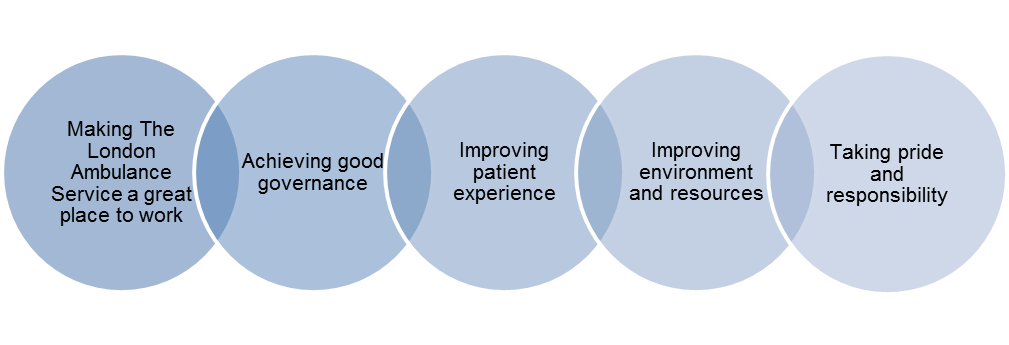 Making The
London
Ambulance
Service a great
place to work
Achieving good
governance
Improving
patient
experience
Improving
environment
and resources
Taking pride
and
responsibility